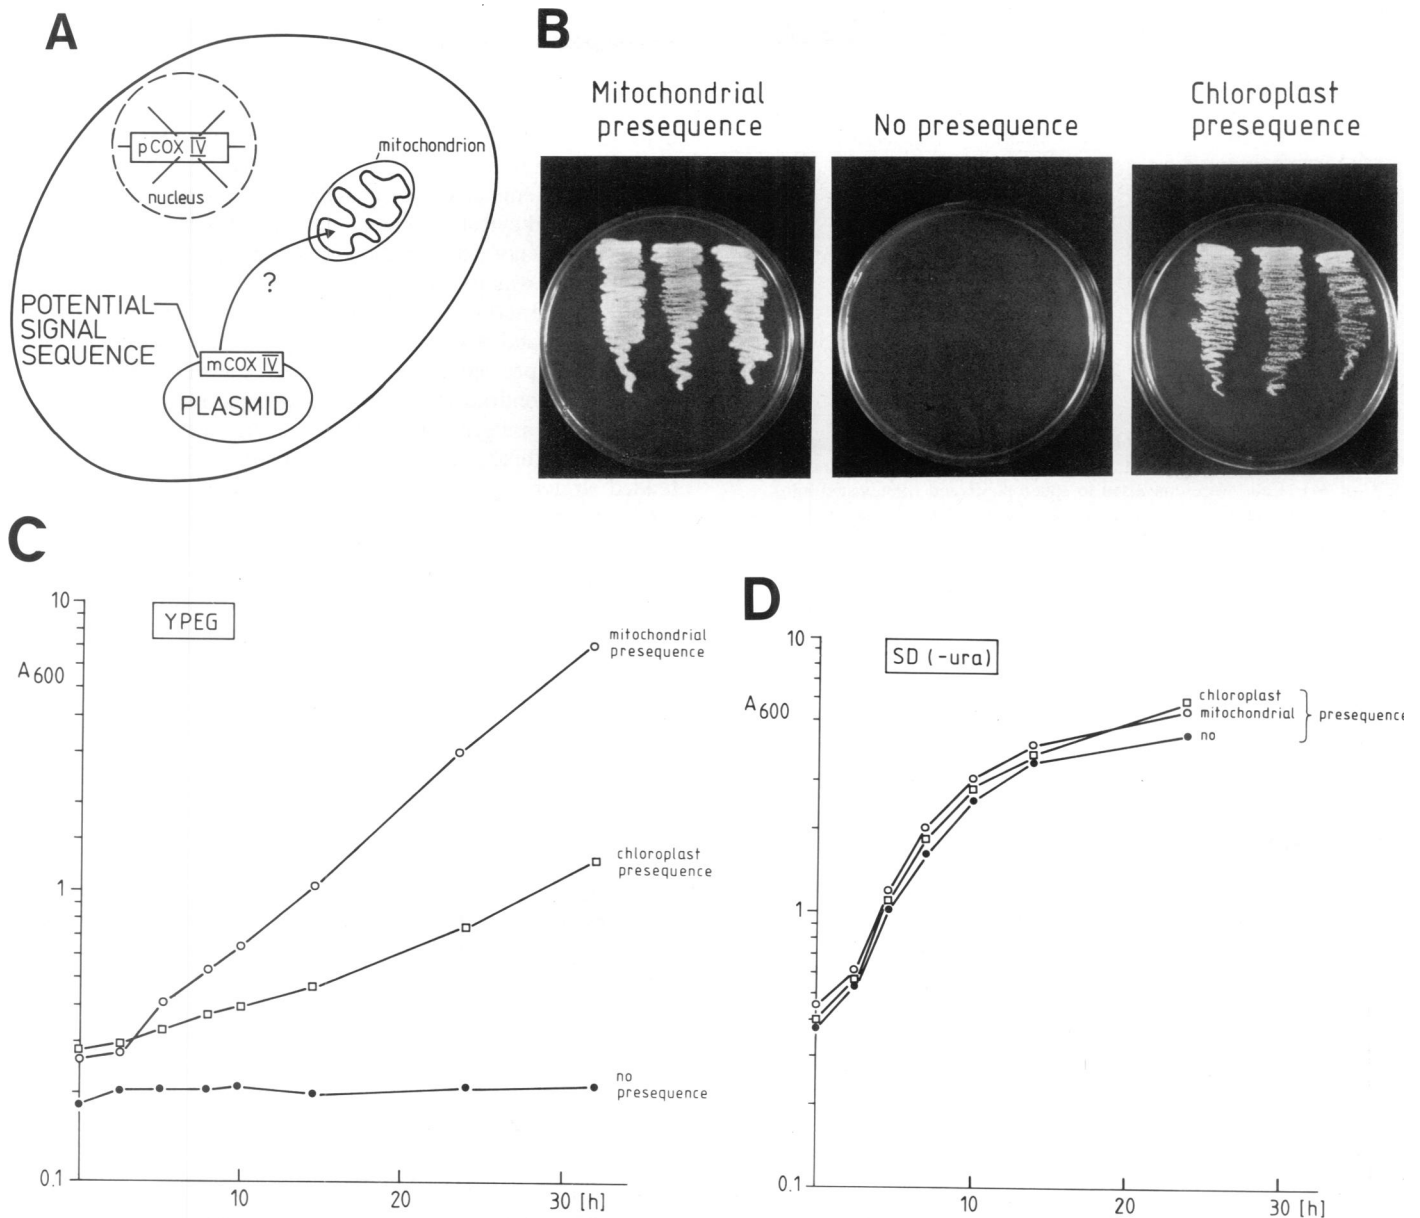 A
pCOX IV
nucleus
mitochondrion
?
POTENTIAL
SIGNAL
SEQUENCE
mCOX IV
PLASMID
B
Mitochondrial
presequence
No presequence
Chloroplast
presequence
C
YPEG
10
A600
1
0.1
10
20
30 [h]
mitochondrial
presequence
chloroplast
presequence
no
presequence
D
SD (-ura)
10
A600
1
0.1
10
20
30 [h]
chloroplast
mitochondrial
presequence
no